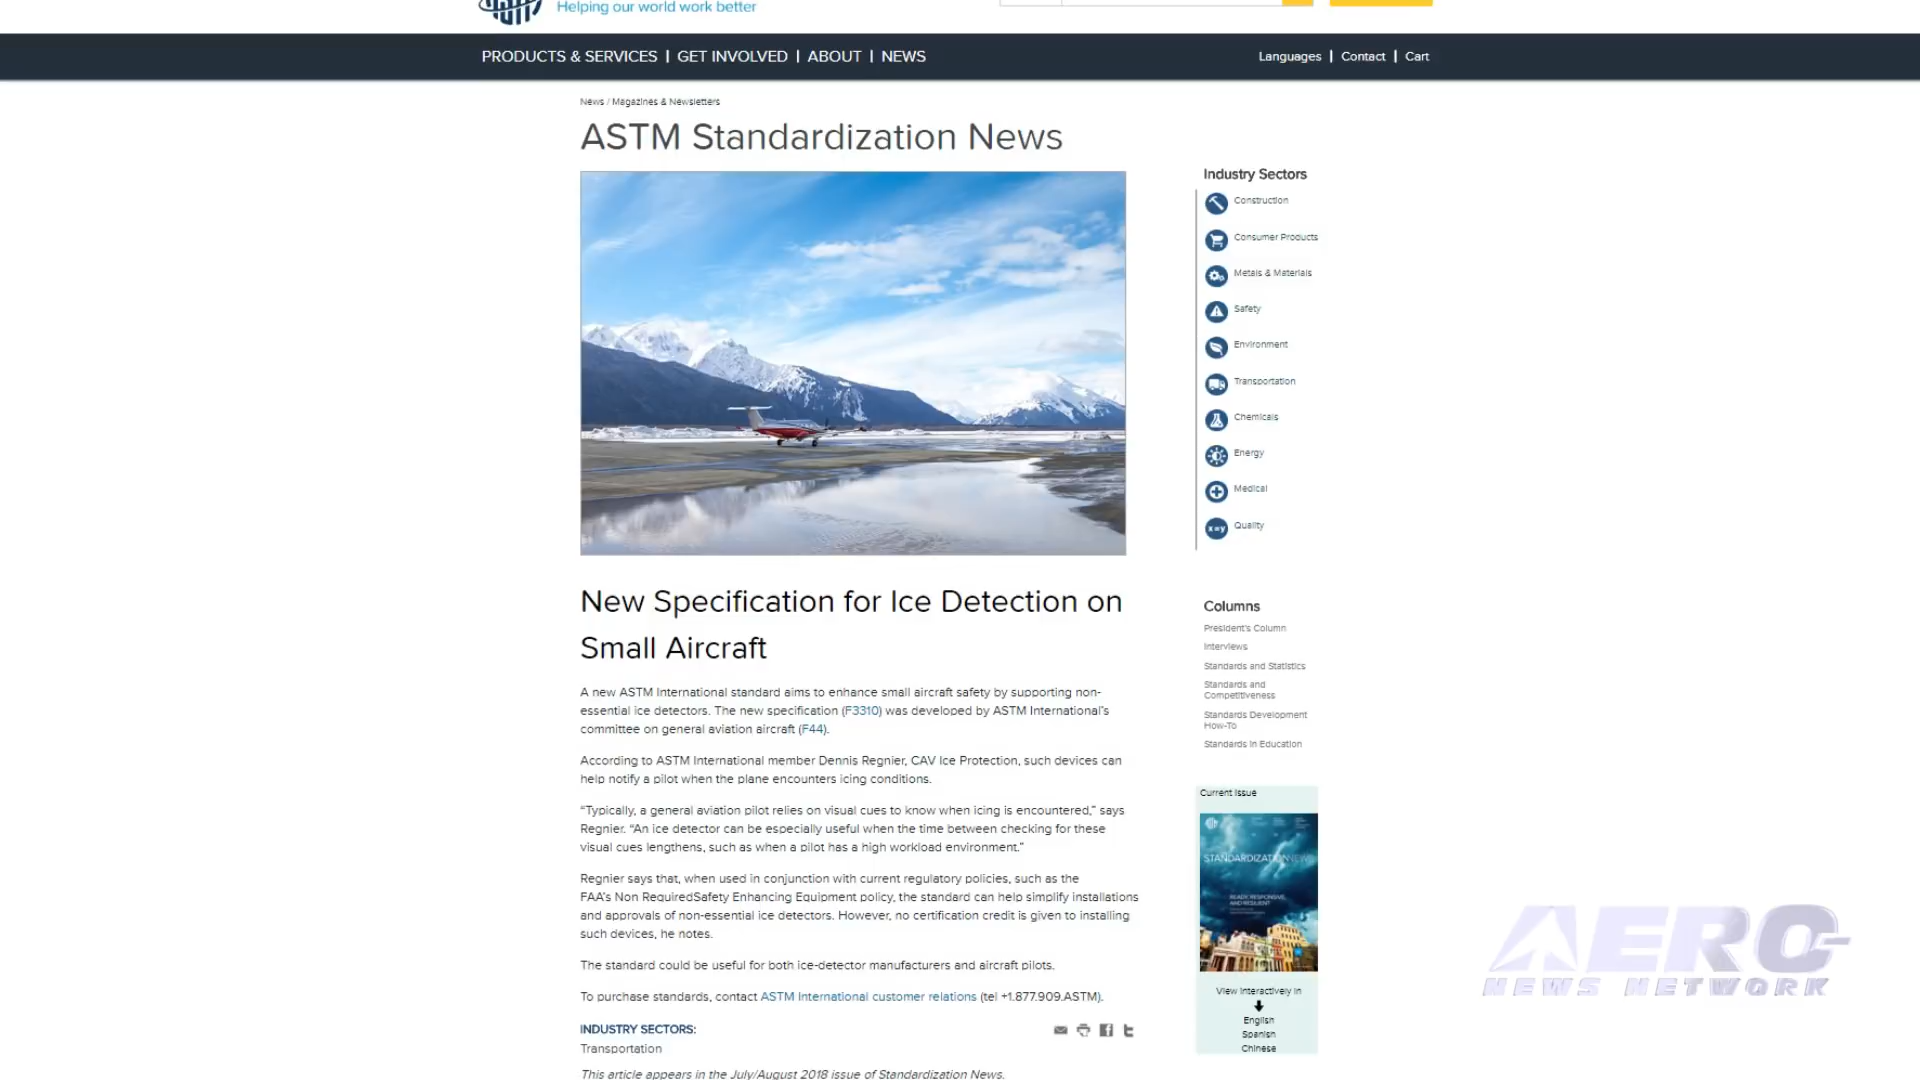 Helping our world work better
PRODUCTS & SERVICES | GET INVOLVED | ABOUT | NEWS
Languages | Contact | Cart
News / Magazines & Newsletters
ASTM Standardization News
Industry Sectors
Construction
Consumer Products
Metals & Materials
Safety
Environment
Transportation
Chemicals
Energy
Medical
Quality
New Specification for Ice Detection on
Small Aircraft
A new ASTM International standard aims to enhance small aircraft safety by supporting non-
essential ice detectors. The new specification (F3310) was developed by ASTM International's
committee on general aviation aircraft (F44).
According to ASTM International member Dennis Regnier, CAV Ice Protection, such devices can
help notify a pilot when the plane encounters icing conditions.
“Typically, a general aviation pilot relies on visual cues to know when icing is encountered,” says
Regnier. “An ice detector can be especially useful when the time between checking for these
visual cues lengthens, such as when a pilot has a high workload environment.”
Regnier says that, when used in conjunction with current regulatory policies, such as the
FAA's Non RequiredSafety Enhancing Equipment policy, the standard can help simplify installations
and approvals of non-essential ice detectors. However, no certification credit is given to installing
such devices, he notes.
The standard could be useful for both ice-detector manufacturers and aircraft pilots.
To purchase standards, contact ASTM International customer relations (tel +1.877.909.ASTM).
INDUSTRY SECTORS:
Transportation
This article appears in the July/August 2018 issue of Standardization News.
Columns
President's Column
Interviews
Standards and Statistics
Standards and
Competitiveness
Standards Development
How-To
Standards in Education
Current Issue
STANDARDIZATION NEWS
READY, RESPONSIVE,
AND RESILIENT
View Interactively in
English
Spanish
Chinese
AERO-
NEWS NETWORK